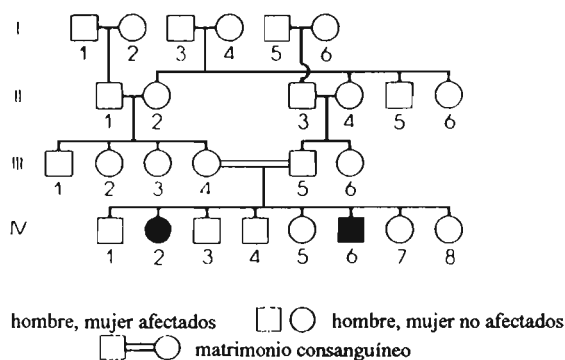 I
1 2 3 4 5 6
II
1 2 3 4 5 6
III
1 2 3 4 5 6
IV
1 2 3 4 5 6 7 8
hombre, mujer afectados hombre, mujer no afectados
matrimonio consanguíneo